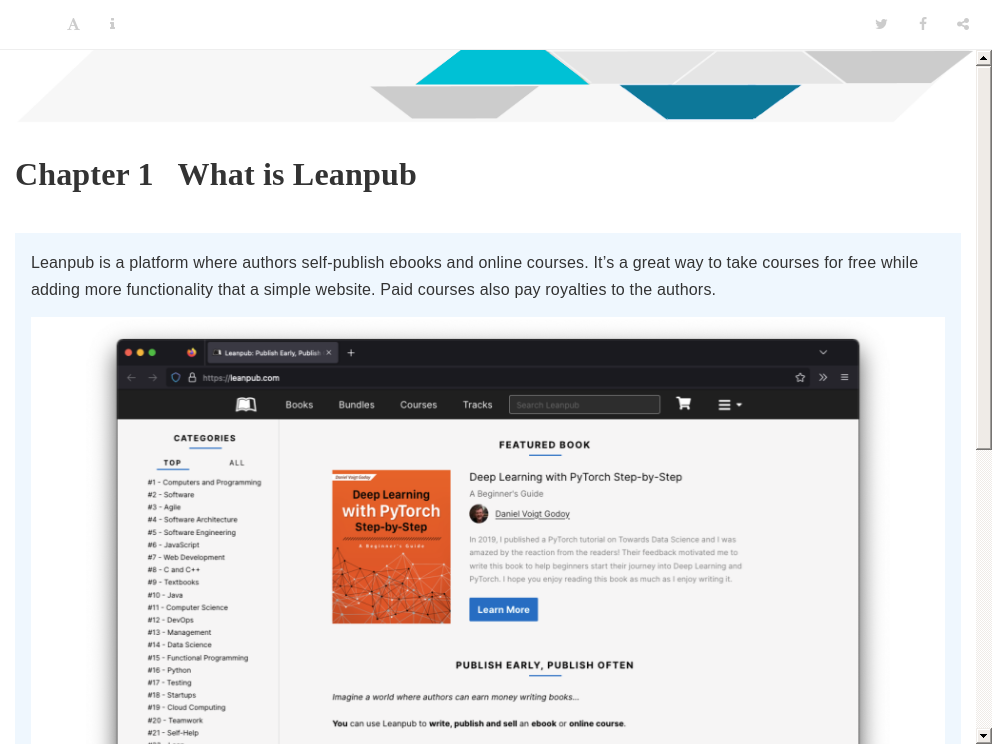 Chapter 1 What is Leanpub
Leanpub is a platform where authors self-publish ebooks and online courses. It’s a great way to take courses for free while
adding more functionality that a simple website. Paid courses also pay royalties to the authors.
Leanpub: Publish Early, Publish
https://leanpub.com
Books Bundles Courses Tracks Search Leanpub
CATEGORIES
TOP ALL
#1 - Computers and Programming
#2 - Software
#3 - Agile
#4 - Software Architecture
#5 - Software Engineering
#6 - JavaScript
#7 - Web Development
#8 - C and C++
#9 - Textbooks
#10 - Java
#11 - Computer Science
#12 - DevOps
#13 - Management
#14 - Data Science
#15 - Functional Programming
#16 - Python
#17 - Testing
#18 - Startups
#19 - Cloud Computing
#20 - Teamwork
#21 - Self-Help
FEATURED BOOK
Daniel Voigt Godoy
Deep Learning
with PyTorch
Step-by-Step
A Beginner's Guide
Deep Learning with PyTorch Step-by-Step
A Beginner's Guide
Daniel Voigt Godoy
In 2019, I published a PyTorch tutorial on Towards Data Science and I was
amazed by the reaction from the readers! Their feedback motivated me to
write this book to help beginners start their journey into Deep Learning and
PyTorch. I hope you enjoy reading this book as much as I enjoy writing it.
Learn More
PUBLISH EARLY, PUBLISH OFTEN
Imagine a world where authors can earn money writing books...
You can use Leanpub to write, publish and sell an ebook or online course.